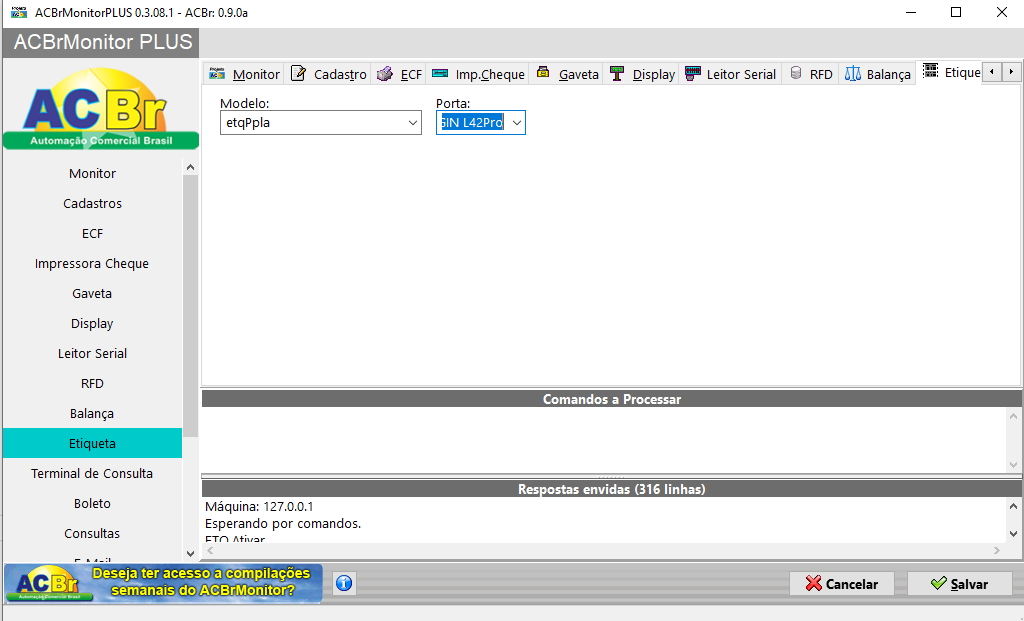 ACBrMonitorPLUS 0.3.08.1 - ACBr: 0.9.0a
ACBrMonitor PLUS
ACBr
Automação Comercial Brasil
Monitor
Cadastros
ECF
Impressora Cheque
Gaveta
Display
Leitor Serial
RFD
Balança
Etiqueta
Terminal de Consulta
Boleto
Consultas
E-Mail
Monitor Cadastro ECF Imp.Cheque Gaveta Display Leitor Serial RFD Balança Etique
Modelo: Porta:
etqPpla GIN L42Pro
Comandos a Processar
Respostas envidas (316 linhas)
Máquina: 127.0.0.1
Esperando por comandos.
ETQ.Ativar
ACBr
Automação Comercial Brasil
Deseja ter acesso a compilações
semanais do ACBrMonitor?
Cancelar Salvar